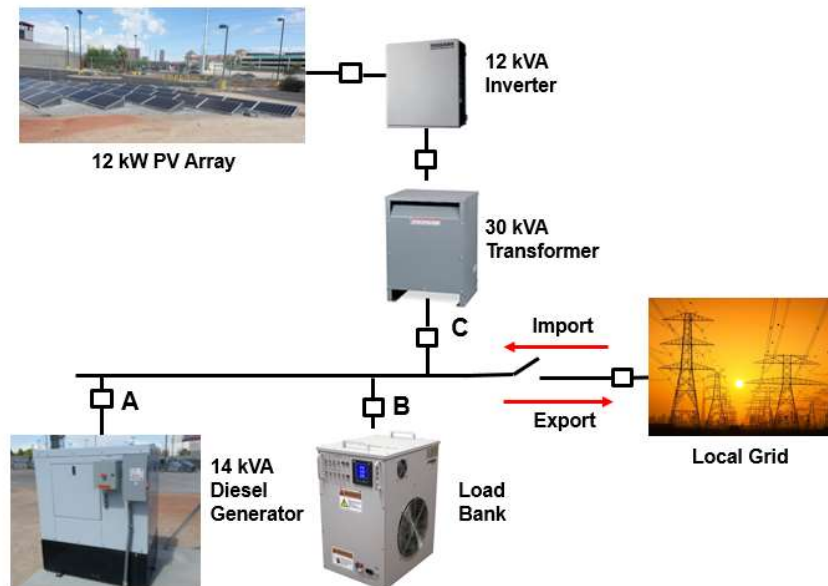 12 kVA
Inverter
12 kW PV Array
30 kVA
Transformer
C
Import
A
B
Export
14 kVA
Diesel
Generator
Load
Bank
Local Grid